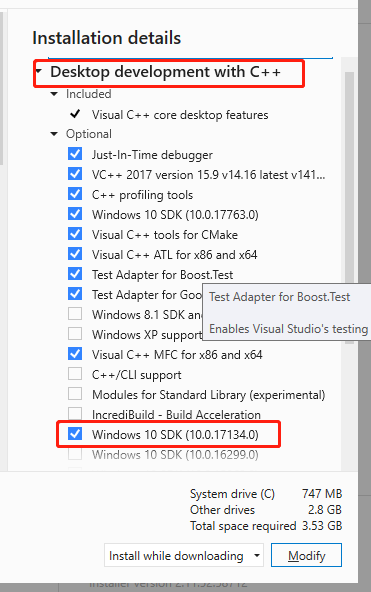 Installation details
Desktop development with C++
Included
Visual C++ core desktop features
Optional
Just-In-Time debugger
VC++ 2017 version 15.9 v14.16 latest v141...
C++ profiling tools
Windows 10 SDK (10.0.17763.0)
Visual C++ tools for CMake
Visual C++ ATL for x86 and x64
Test Adapter for Boost.Test
Test Adapter for Goo
Test Adapter for Boost.Test
Windows 8.1 SDK and
Enables Visual Studio's testing
Windows XP support
Visual C++ MFC for x86 and x64
C++/CLI support
Modules for Standard Library (experimental)
IncrediBuild - Build Acceleration
Windows 10 SDK (10.0.17134.0)
Windows 10 SDK (10.0.16299.0)
System drive (C) 747 MB
Other drives 2.8 GB
Total space required 3.53 GB
Install while downloading
Modify